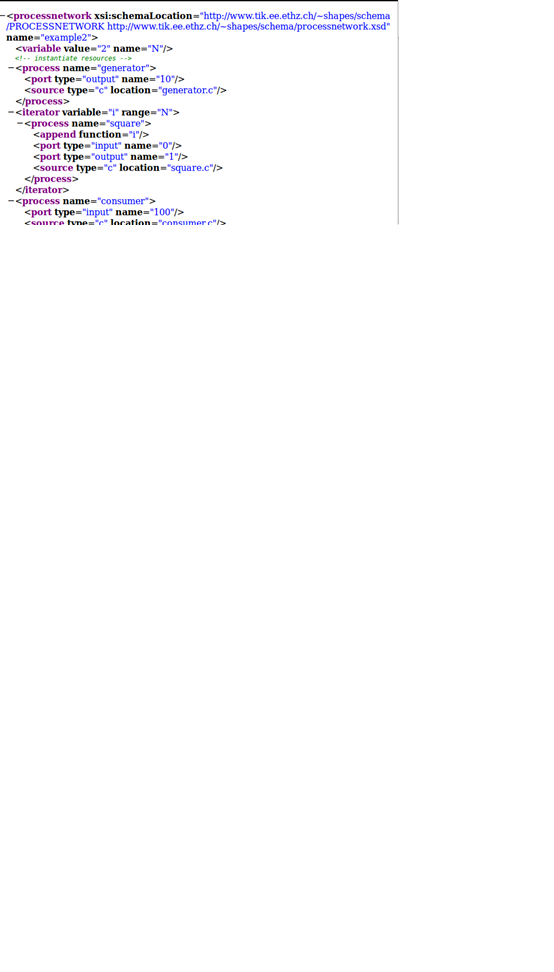 −<processnetwork xsi:schemaLocation="http://www.tik.ee.ethz.ch/~shapes/schema
/PROCESSNETWORK http://www.tik.ee.ethz.ch/~shapes/schema/processnetwork.xsd"
name="example2">
<variable value="2" name="N"/>
<!-- instantiate resources -->
−<process name="generator">
<port type="output" name="10"/>
<source type="c" location="generator.c"/>
</process>
−<iterator variable="i" range="N">
−<process name="square">
<append function="i"/>
<port type="input" name="0"/>
<port type="output" name="1"/>
<source type="c" location="square.c"/>
</process>
</iterator>
−<process name="consumer">
<port type="input" name="100"/>
<source type="c" location="consumer.c"/>